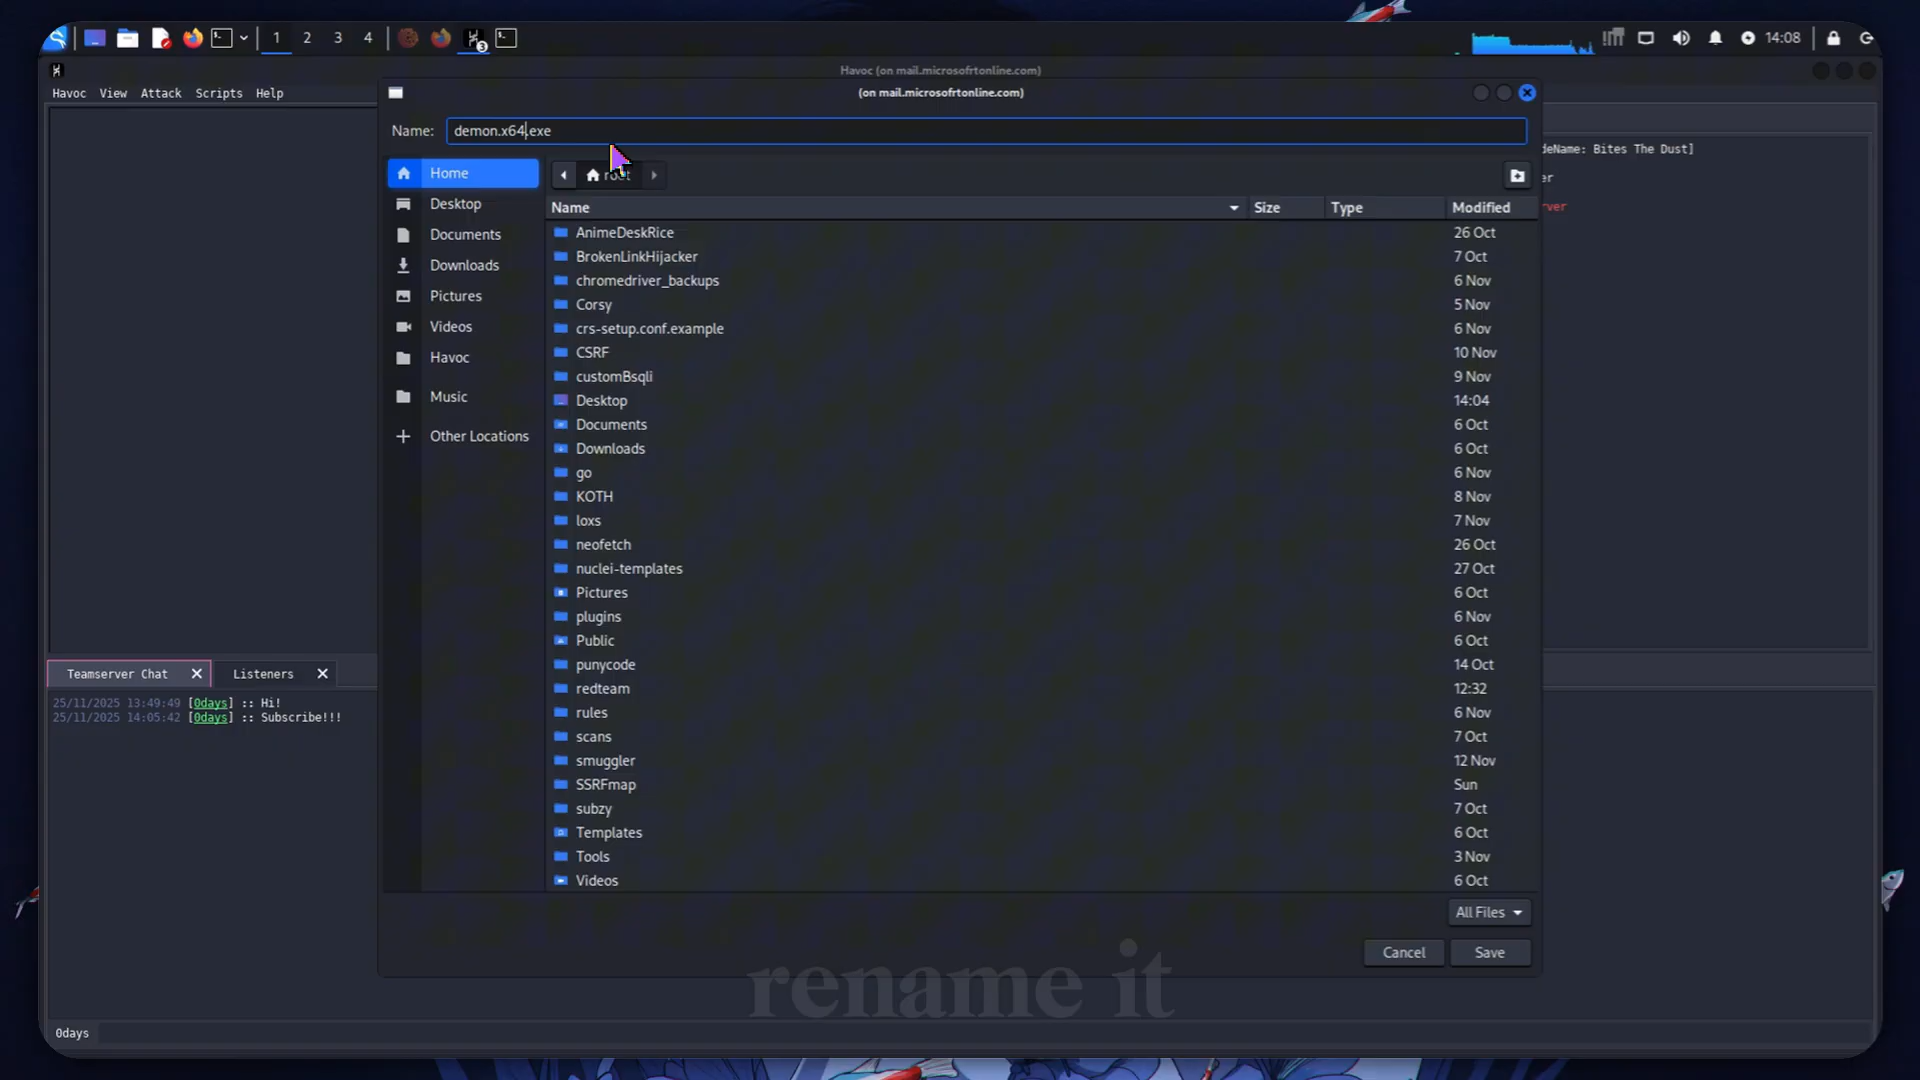 1 2 3 4 3 14:08
Havoc (on mail.microsofrtonline.com)
Havoc View Attack Scripts Help
(on mail.microsofrtonline.com)
Name: demon.x64.exe
deName: Bites The Dust]
er
ver
Home
Desktop
Documents
Downloads
Pictures
Videos
Havoc
Music
Other Locations
root
Name Size Type Modified
AnimeDeskRice 26 Oct
BrokenLinkHijacker 7 Oct
chromedriver_backups 6 Nov
Corsy 5 Nov
crs-setup.conf.example 6 Nov
CSRF 10 Nov
customBsqli 9 Nov
Desktop 14:04
Documents 6 Oct
Downloads 6 Oct
go 6 Nov
KOTH 8 Nov
loxs 7 Nov
neofetch 26 Oct
nuclei-templates 27 Oct
Pictures 6 Oct
plugins 6 Nov
Public 6 Oct
punycode 14 Oct
redteam 12:32
rules 6 Nov
scans 7 Oct
smuggler 12 Nov
SSRFmap Sun
subzy 7 Oct
Templates 6 Oct
Tools 3 Nov
Videos 6 Oct
All Files
Cancel Save
Teamserver Chat Listeners
25/11/2025 13:49:49 [0days] :: Hi!
25/11/2025 14:05:42 [0days] :: Subscribe!!!
rename it
0days